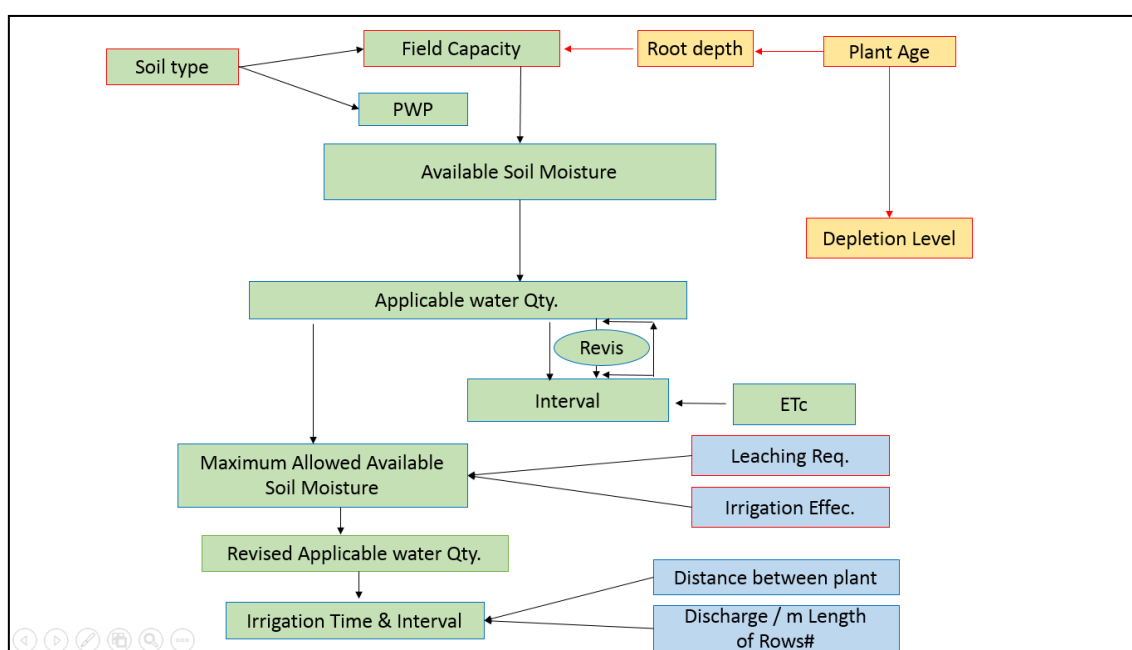 Field Capacity
Root depth
Plant Age
Soil type
PWP
Available Soil Moisture
Depletion Level
Applicable water Qty.
Revis
Interval
ETc
Maximum Allowed Available
Soil Moisture
Leaching Req.
Irrigation Effec.
Revised Applicable water Qty.
Distance between plant
Irrigation Time & Interval
Discharge / m Length
of Rows#